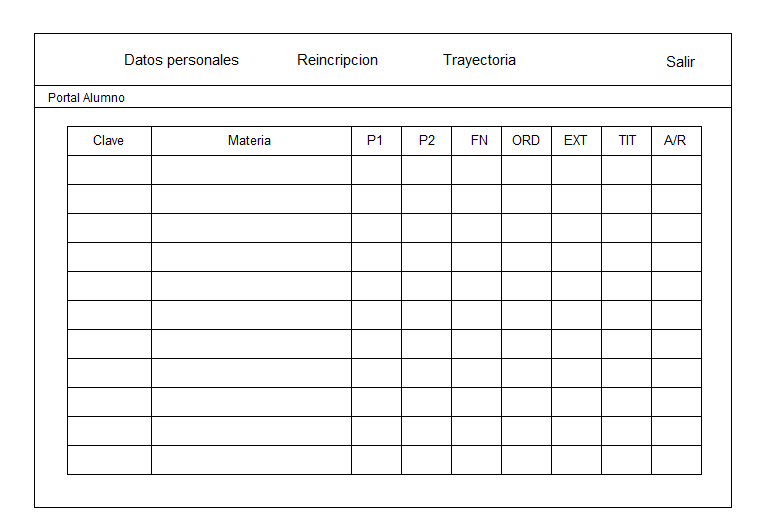 Datos personales Reincripcion Trayectoria Salir
Portal Alumno
Clave Materia P1 P2 FN ORD EXT TIT A/R